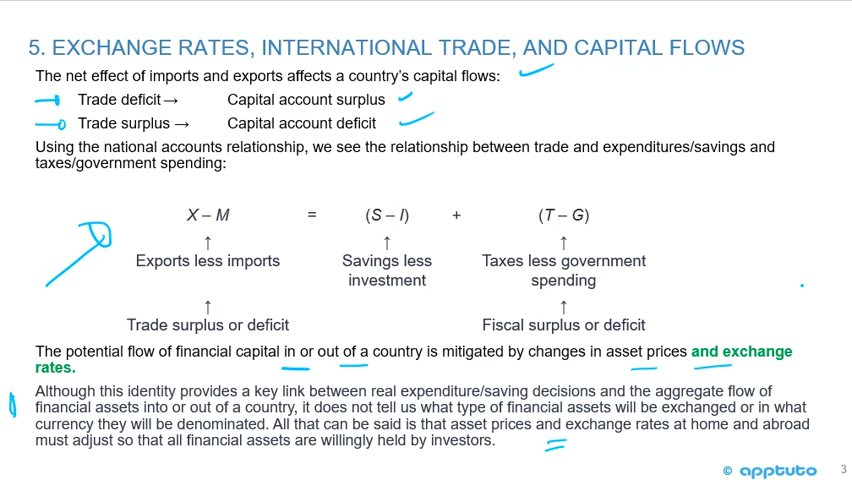 5. EXCHANGE RATES, INTERNATIONAL TRADE, AND CAPITAL FLOWS
The net effect of imports and exports affects a country's capital flows:
Trade deficit → Capital account surplus
Trade surplus → Capital account deficit
Using the national accounts relationship, we see the relationship between trade and expenditures/savings and
taxes/government spending:
X – M = (S – I) + (T – G)
↑ ↑ ↑
Exports less imports Savings less Taxes less government
investment spending
↑ ↑
Trade surplus or deficit Fiscal surplus or deficit
The potential flow of financial capital in or out of a country is mitigated by changes in asset prices and exchange
rates.
Although this identity provides a key link between real expenditure/saving decisions and the aggregate flow of
financial assets into or out of a country, it does not tell us what type of financial assets will be exchanged or in what
currency they will be denominated. All that can be said is that asset prices and exchange rates at home and abroad
must adjust so that all financial assets are willingly held by investors.
© apptuto 3